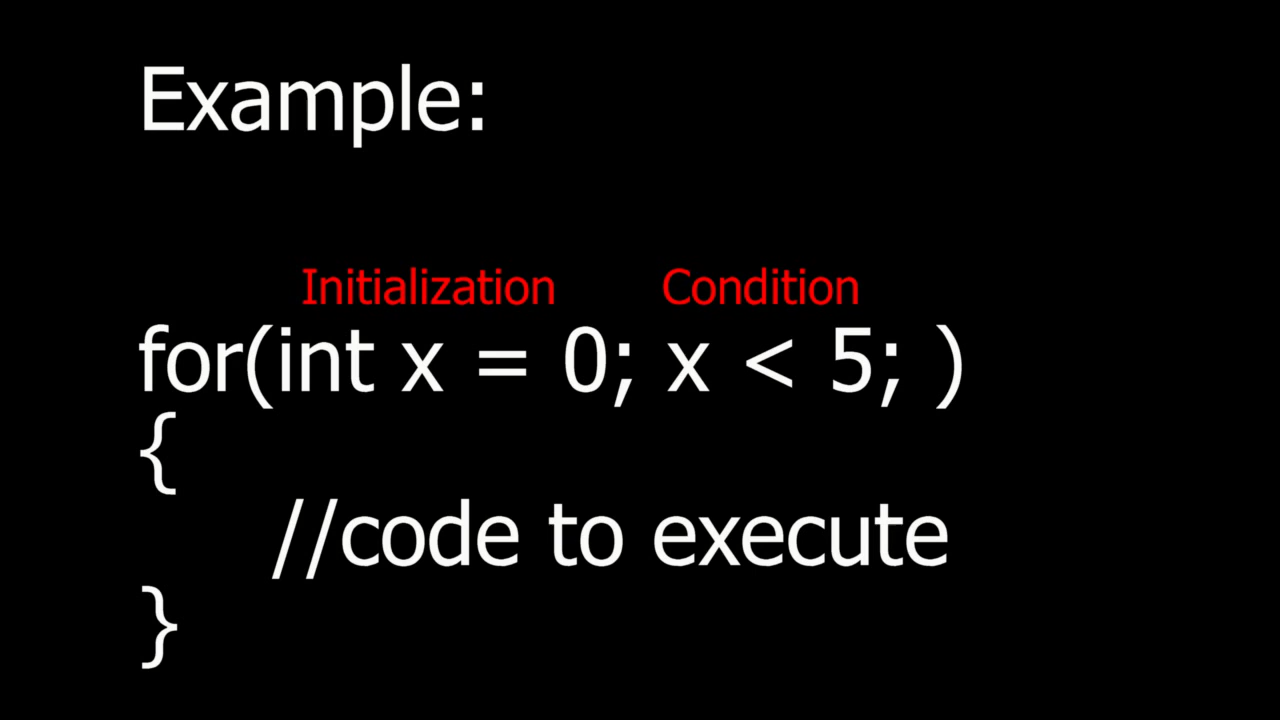 Example:
Initialization Condition
for(int x = 0; x < 5; )
{
//code to execute
}